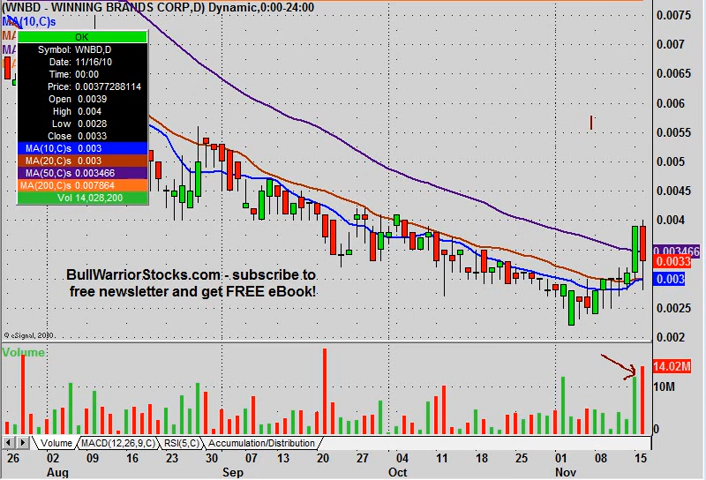 (WNBD - WINNING BRANDS CORP,D) Dynamic,0:00-24:00
MA(10,C)s
OK
Symbol: WNBD,D
Date: 11/16/10
Time: 00:00
Price: 0.00377288114
Open 0.0039
High 0.004
Low 0.0028
Close 0.0033
MA(10,C)s 0.003
MA(20,C)s 0.003
MA(50,C)s 0.003466
MA(200,C)s 0.007864
Vol 14,028,200
0.0075
0.007
0.0065
0.006
0.0055
0.005
0.0045
0.004
0.003466
0.0033
0.003
0.0025
0.002
BullWarriorStocks.com - subscribe to
free newsletter and get FREE eBook!
© eSignal, 2010
Volume
14.02M
10M
0
Volume MACD(12,26,9,C) RSI(5,C) Accumulation/Distribution
26 02 09 16 23 30 07 13 20 27 04 11 18 25 01 08 15
Aug Sep Oct Nov